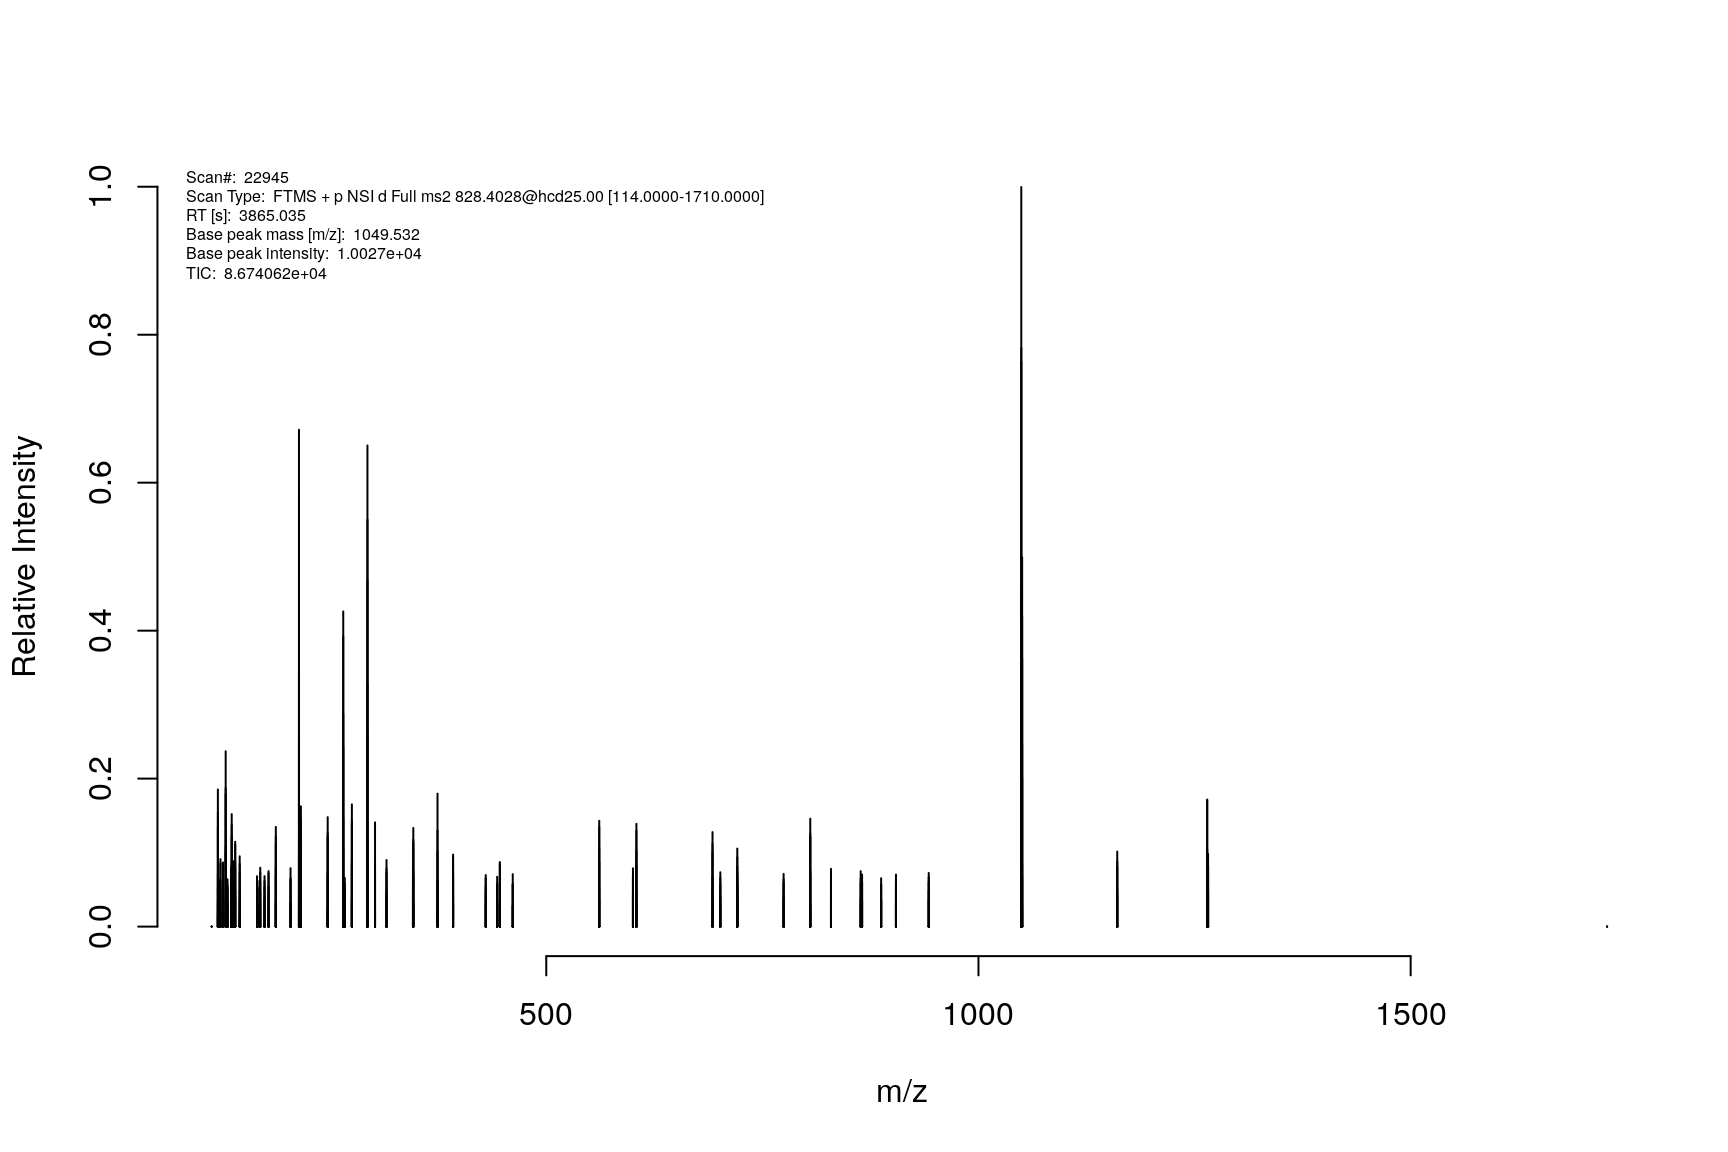 Scan#: 22945
Scan Type: FTMS + p NSI d Full ms2 828.4028@hcd25.00 [114.0000-1710.0000]
RT [s]: 3865.035
Base peak mass [m/z]: 1049.532
Base peak intensity: 1.0027e+04
TIC: 8.674062e+04
1.0
0.8
0.6
0.4
0.2
0.0
Relative Intensity
500 1000 1500
m/z